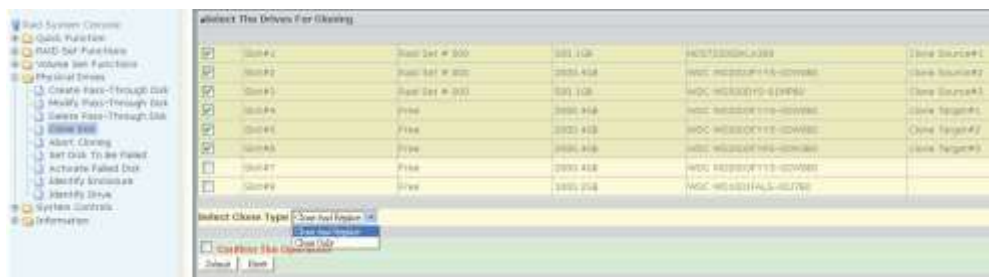 Raid System Console
Quick Function
RAID Set Functions
Volume Set Functions
Physical Drives
Create Pass-Through Disk
Modify Pass-Through Disk
Delete Pass-Through Disk
Clone Disk
Abort Cloning
Set Disk To Be Failed
Activate Failed Disk
Identify Enclosure
Identify Drive
System Controls
Information
Select The Drives For Cloning
Slot#1 Raid Set # 000 Clone Source#1
Slot#2 Raid Set # 000 Clone Source#2
Slot#3 Raid Set # 000 Clone Source#3
Slot#4 Free Clone Target#1
Slot#5 Free Clone Target#2
Slot#6 Free Clone Target#3
Slot#7 Free
Slot#8 Free
Select Clone Type Clone And Replace
Clone And Replace
Clone Only
Confirm The Operation
Submit Reset